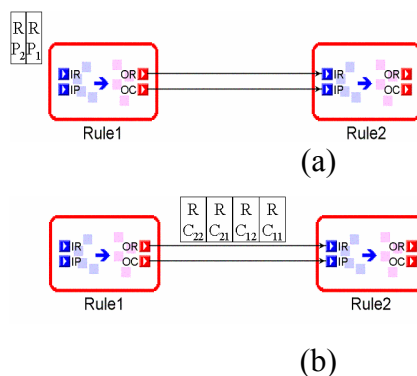 R R
P₂ P₁
IR OR IR OR
IP OC IP OC
Rule1 Rule2
(a)
R R R R
C₂₂ C₂₁ C₁₂ C₁₁
IR OR IR OR
IP OC IP OC
Rule1 Rule2
(b)